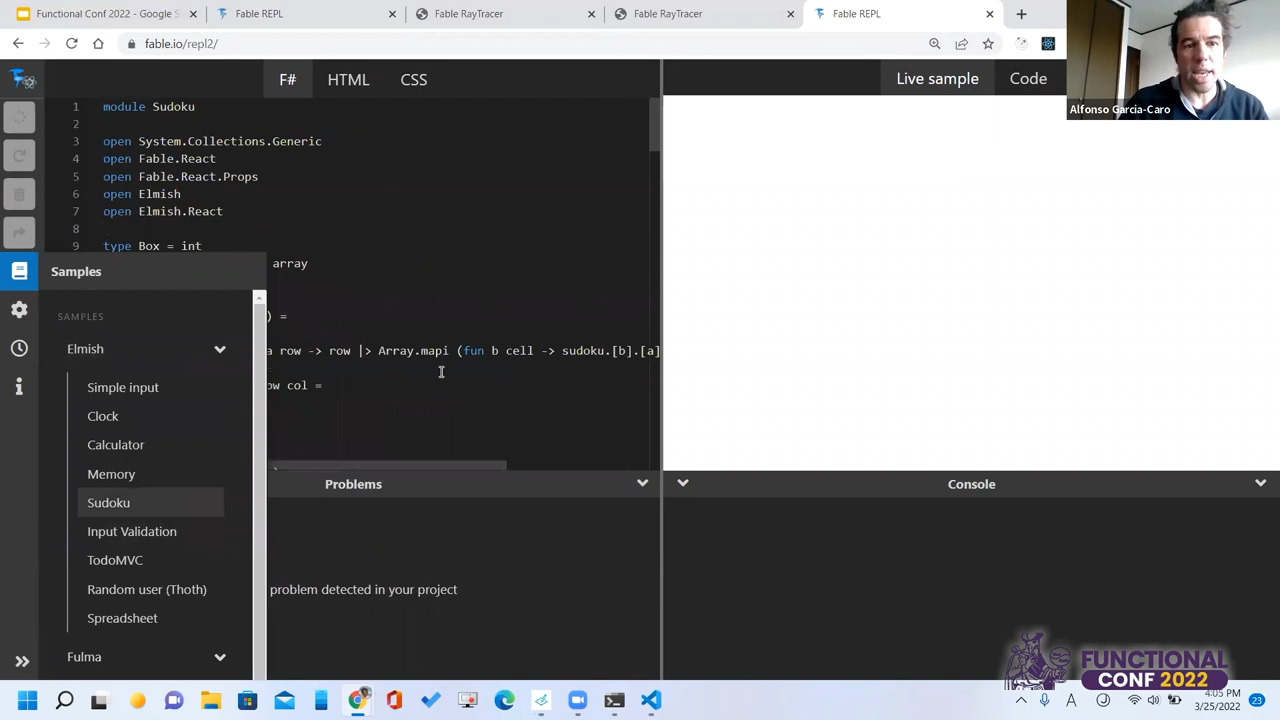 Functional Conf 2022 - Google S
Fable REPL
Fable RayTracer
Fable RayTracer
Fable REPL
fable.io/repl2/
F#
HTML
CSS
Live sample
Code
Alfonso Garcia-Caro
1 module Sudoku
2
3 open System.Collections.Generic
4 open Fable.React
5 open Fable.React.Props
6 open Elmish
7 open Elmish.React
8
9 type Box = int
array
) =
a row -> row |> Array.mapi (fun b cell -> sudoku.[b].[a]
ow col =
Samples
SAMPLES
Elmish
Simple input
Clock
Calculator
Memory
Sudoku
Input Validation
TodoMVC
Random user (Thoth)
Spreadsheet
Fulma
Problems
problem detected in your project
Console
FUNCTIONAL
CONF 2022
4:05 PM
3/25/2022
23